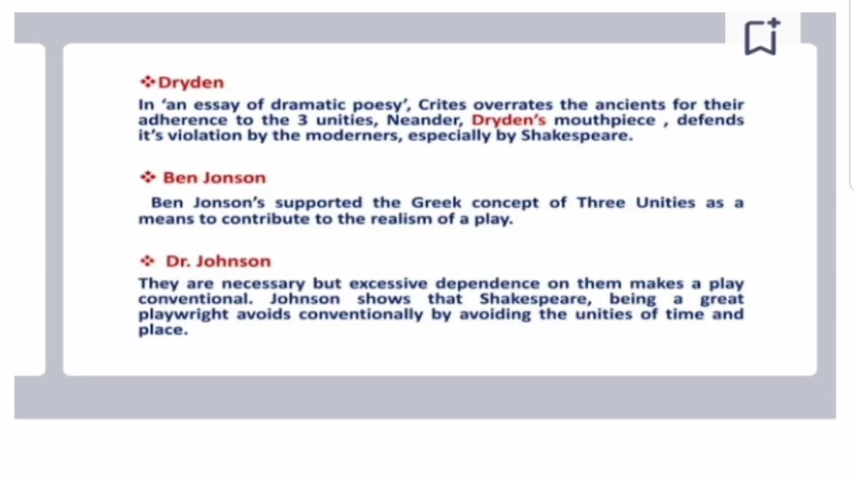 ❖Dryden
In ‘an essay of dramatic poesy’, Crites overrates the ancients for their
adherence to the 3 unities, Neander, Dryden’s mouthpiece , defends
it’s violation by the moderners, especially by Shakespeare.
❖ Ben Jonson
Ben Jonson’s supported the Greek concept of Three Unities as a
means to contribute to the realism of a play.
❖ Dr. Johnson
They are necessary but excessive dependence on them makes a play
conventional. Johnson shows that Shakespeare, being a great
playwright avoids conventionally by avoiding the unities of time and
place.